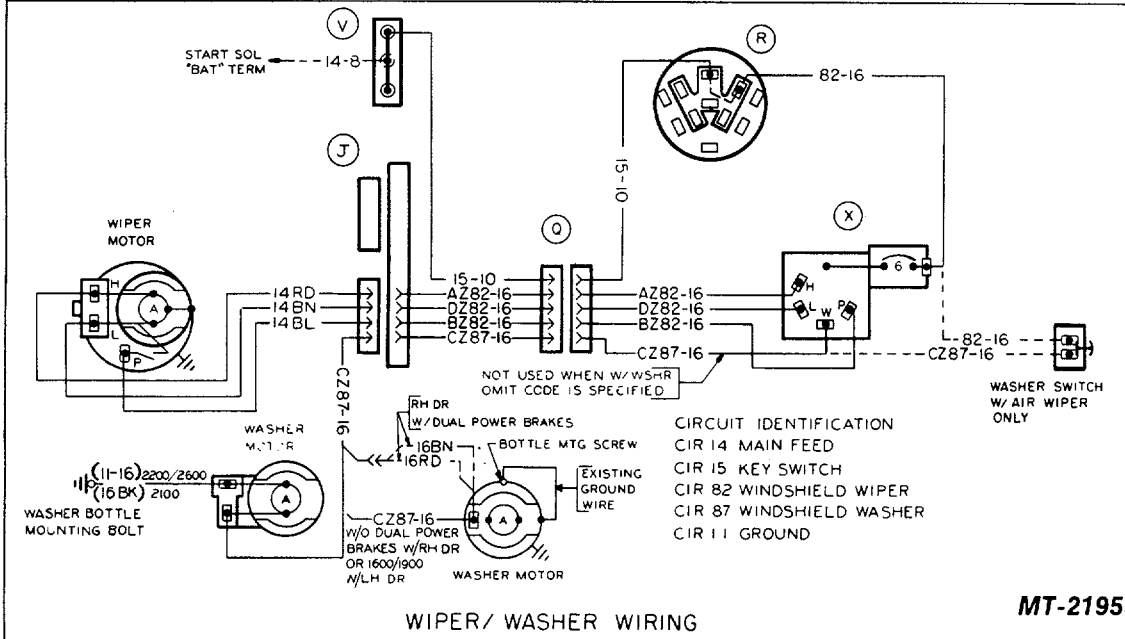 V
R
START SOL
"BAT" TERM
14-8
82-16
J
15-10
Q
X
WIPER
MOTOR
H
A
L
P
14RD
14BN
14BL
15-10
AZ82-16
DZ82-16
BZ82-16
CZ87-16
AZ82-16
DZ82-16
BZ82-16
CZ87-16
6
H
L
W
P
82-16
CZ87-16
WASHER SWITCH
W/ AIR WIPER
ONLY
NOT USED WHEN W/WSHR
OMIT CODE IS SPECIFIED
CZ87-16
RH DR
W/DUAL POWER BRAKES
16BN
16RD
BOTTLE MTG SCREW
EXISTING
GROUND
WIRE
WASHER
MOTOR
A
(11-16) 2200/2600
(16 BK) 2100
WASHER BOTTLE
MOUNTING BOLT
CZ87-16
W/O DUAL POWER
BRAKES W/RH DR
OR 1600/1900
W/LH DR
A
WASHER MOTOR
CIRCUIT IDENTIFICATION
CIR 14 MAIN FEED
CIR 15 KEY SWITCH
CIR 82 WINDSHIELD WIPER
CIR 87 WINDSHIELD WASHER
CIR 11 GROUND
WIPER/ WASHER WIRING
MT-2195